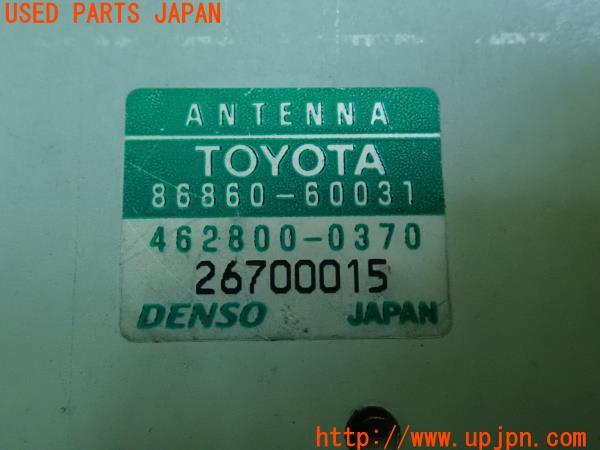 USED PARTS JAPAN
ANTENNA
TOYOTA
86860-60031
462800-0370
26700015
DENSO JAPAN
http://www.upjpn.com